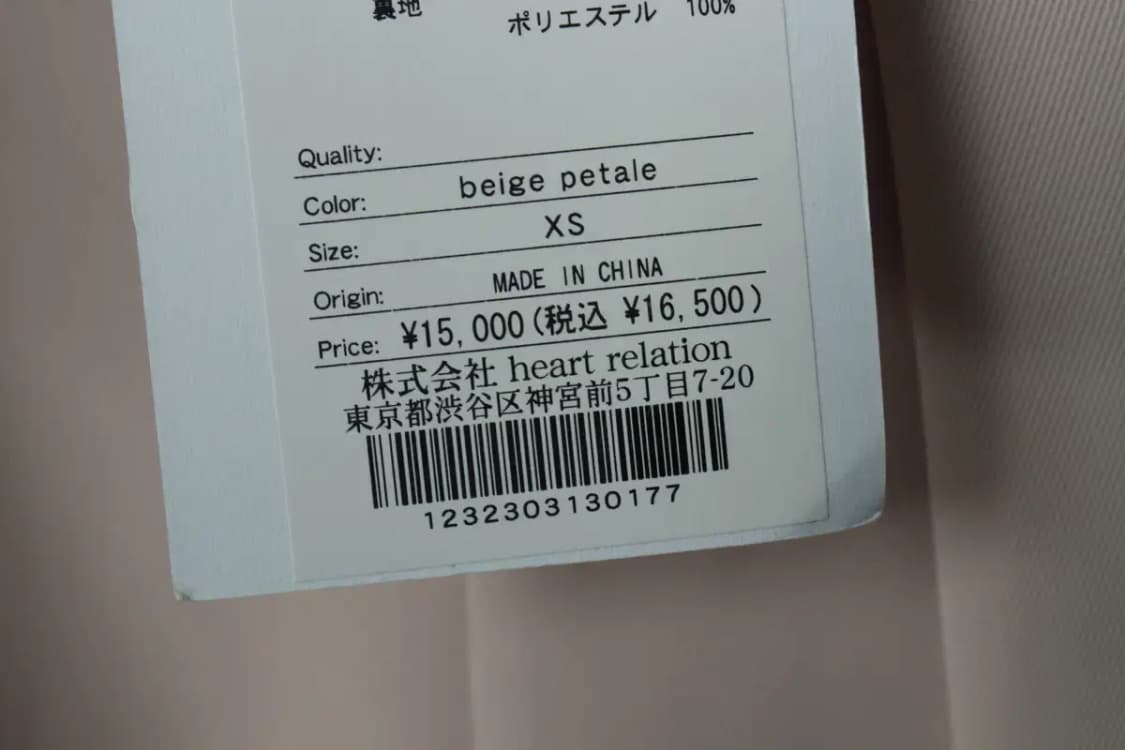 裏地 ポリエステル 100%
Quality:
Color: beige petale
Size: XS
Origin: MADE IN CHINA
Price: ¥15,000(税込 ¥16,500)
株式会社 heart relation
東京都渋谷区神宮前5丁目7-20
1232303130177